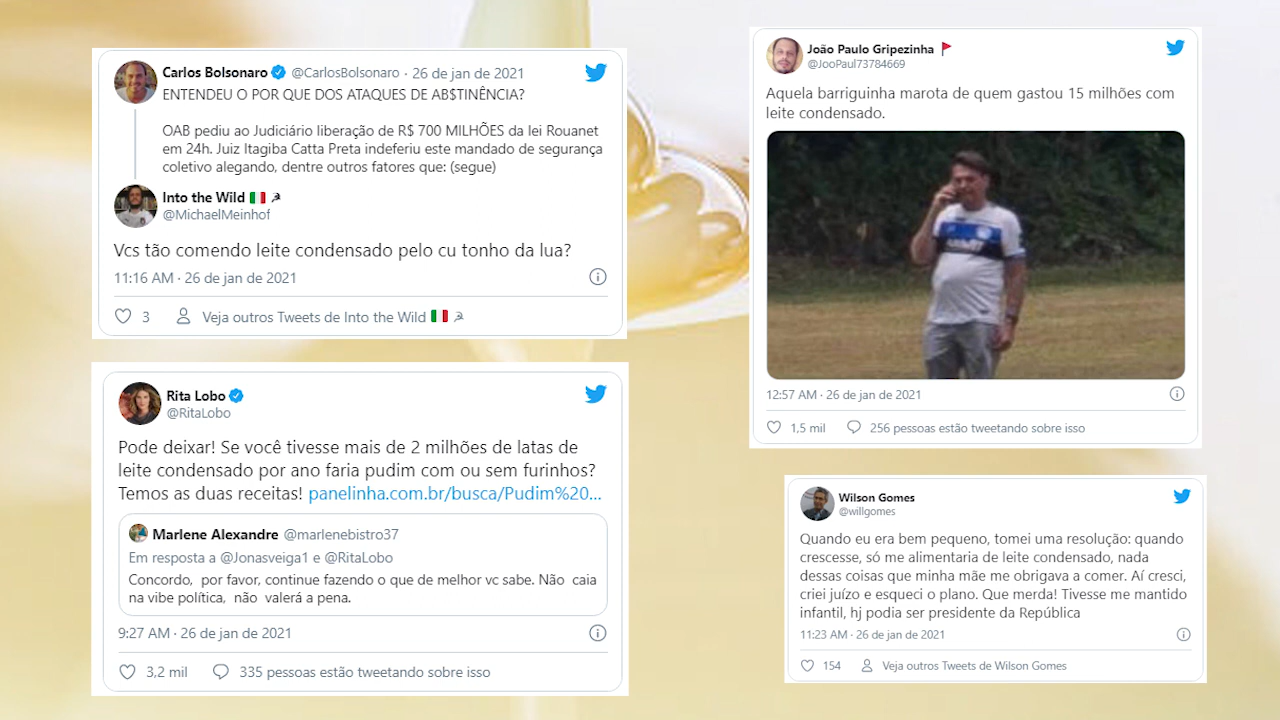 Carlos Bolsonaro @CarlosBolsonaro · 26 de jan de 2021
ENTENDEU O POR QUE DOS ATAQUES DE AB$TINÊNCIA?
OAB pediu ao Judiciário liberação de R$ 700 MILHÕES da lei Rouanet
em 24h. Juiz Itagiba Catta Preta indeferiu este mandado de segurança
coletivo alegando, dentre outros fatores que: (segue)
Into the Wild
@MichaelMeinhof
Vcs tão comendo leite condensado pelo cu tonho da lua?
11:16 AM · 26 de jan de 2021
3 Veja outros Tweets de Into the Wild
Rita Lobo
@RitaLobo
Pode deixar! Se você tivesse mais de 2 milhões de latas de
leite condensado por ano faria pudim com ou sem furinhos?
Temos as duas receitas! panelinha.com.br/busca/Pudim%20...
Marlene Alexandre @marlenebistro37
Em resposta a @Jonasveiga1 e @RitaLobo
Concordo, por favor, continue fazendo o que de melhor vc sabe. Não caia
na vibe política, não valerá a pena.
9:27 AM · 26 de jan de 2021
3,2 mil 335 pessoas estão tweetando sobre isso
João Paulo Gripezinha
@JooPaul73784669
Aquela barriguinha marota de quem gastou 15 milhões com
leite condensado.
12:57 AM · 26 de jan de 2021
1,5 mil 256 pessoas estão tweetando sobre isso
Wilson Gomes
@willgomes
Quando eu era bem pequeno, tomei uma resolução: quando
crescesse, só me alimentaria de leite condensado, nada
dessas coisas que minha mãe me obrigava a comer. Aí cresci,
criei juízo e esqueci o plano. Que merda! Tivesse me mantido
infantil, hj podia ser presidente da República
11:23 AM · 26 de jan de 2021
154 Veja outros Tweets de Wilson Gomes